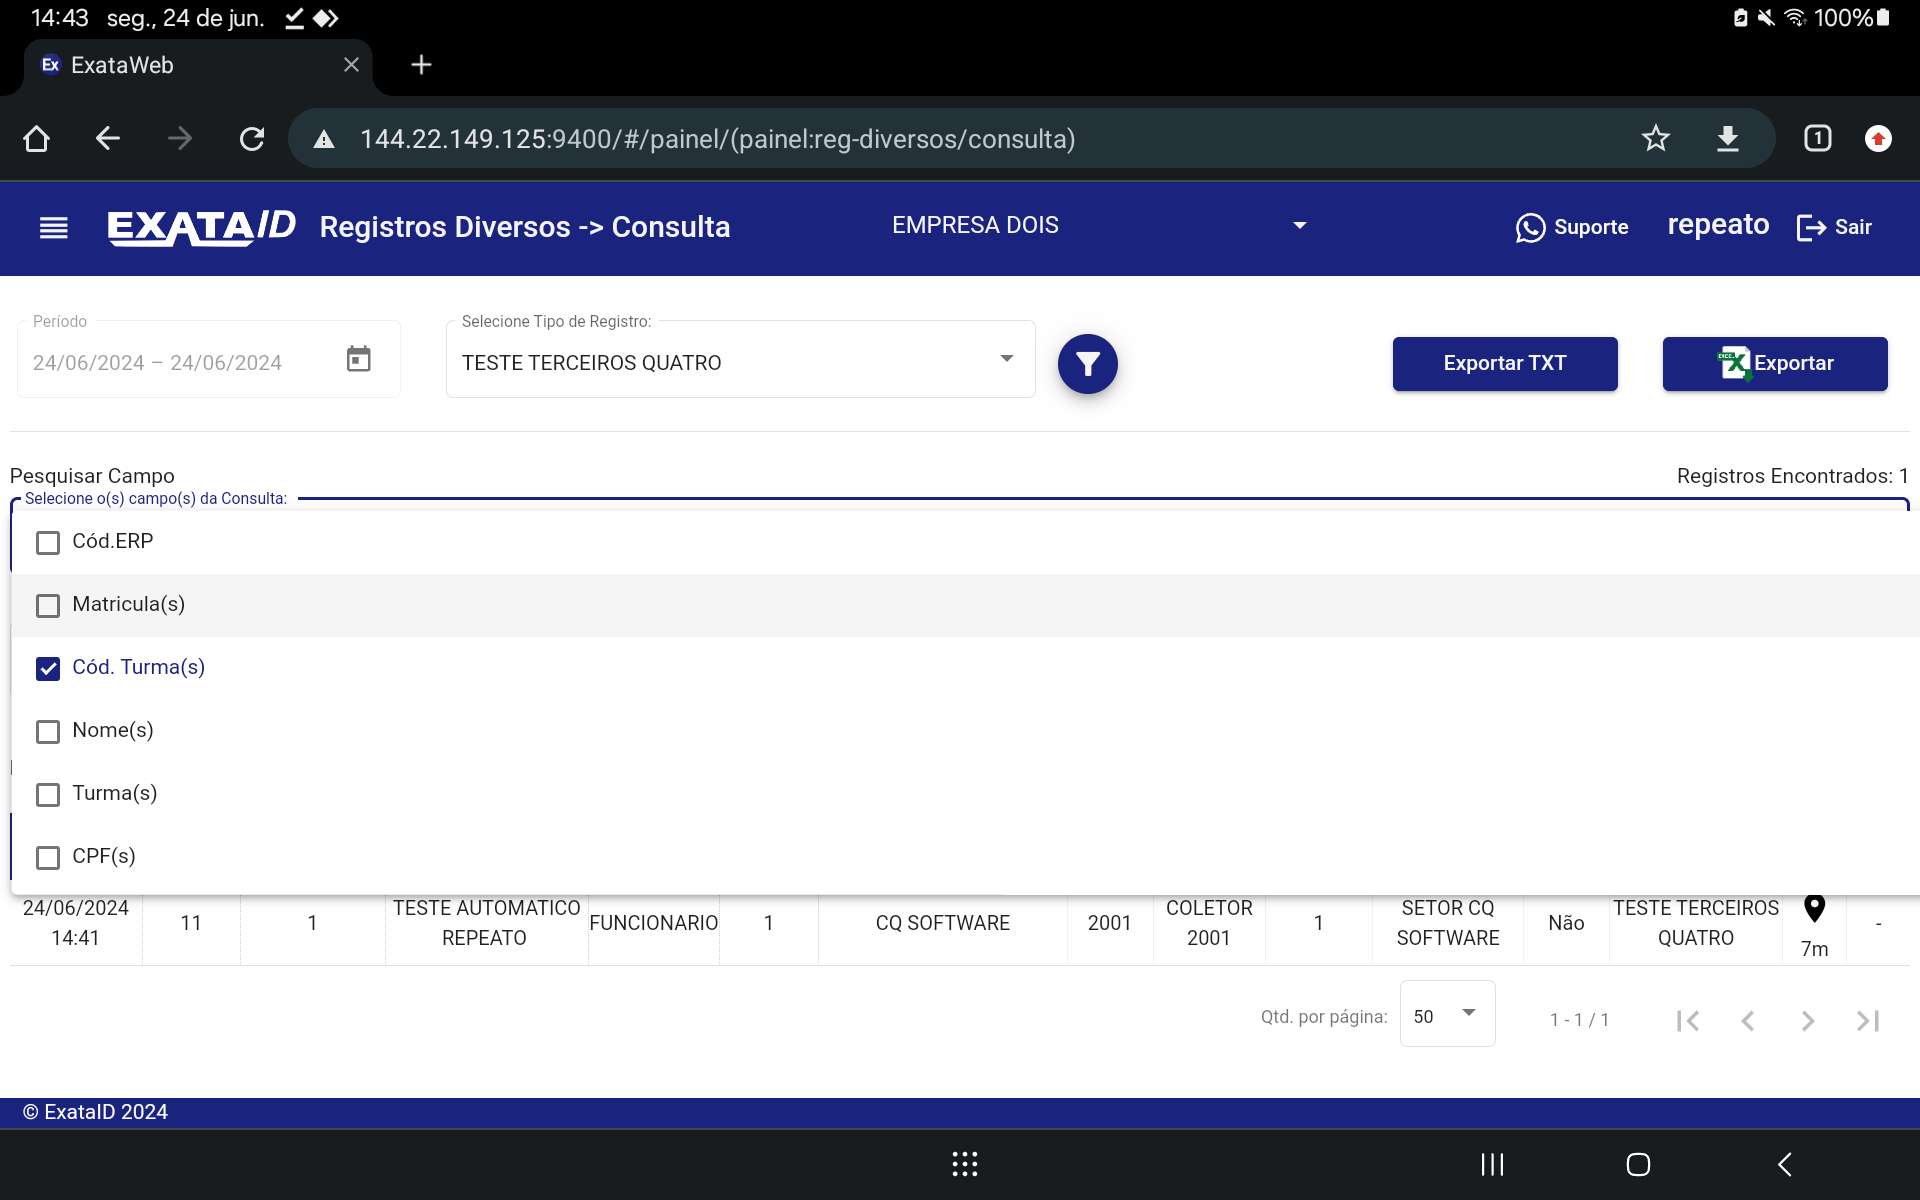 14:43 seg., 24 de jun.
100%
Ex ExataWeb
144.22.149.125:9400/#/painel/(painel:reg-diversos/consulta)
1
EXATAID Registros Diversos -> Consulta
EMPRESA DOIS
Suporte
repeato
Sair
Período
24/06/2024 – 24/06/2024
Selecione Tipo de Registro:
TESTE TERCEIROS QUATRO
Exportar TXT
Exportar
Pesquisar Campo
Registros Encontrados: 1
Selecione o(s) campo(s) da Consulta:
Cód.ERP
Matricula(s)
Cód. Turma(s)
Nome(s)
Turma(s)
CPF(s)
24/06/2024
14:41
11
1
TESTE AUTOMATICO
REPEATO
FUNCIONARIO
1
CQ SOFTWARE
2001
COLETOR
2001
1
SETOR CQ
SOFTWARE
Não
TESTE TERCEIROS
QUATRO
7m
-
Qtd. por página:
50
1 - 1 / 1
© ExataID 2024